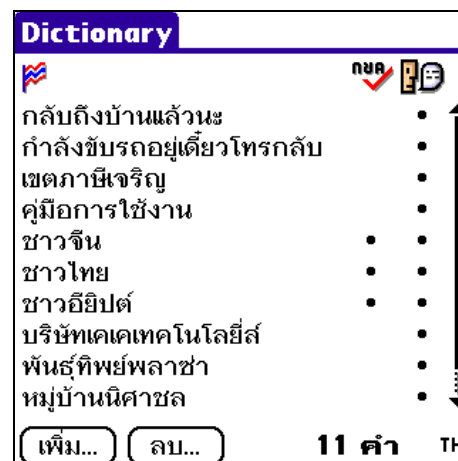 Dictionary
กขค
กลับถึงบ้านแล้วนะ
กำลังขับรถอยู่เดี๋ยวโทรกลับ
เขตภาษีเจริญ
คู่มือการใช้งาน
ชาวจีน
ชาวไทย
ชาวอียิปต์
บริษัทเคเคเทคโนโลยี่ส์
พันธุ์ทิพย์พลาซ่า
หมู่บ้านนิศาชล
เพิ่ม... ลบ... 11 คำ TH